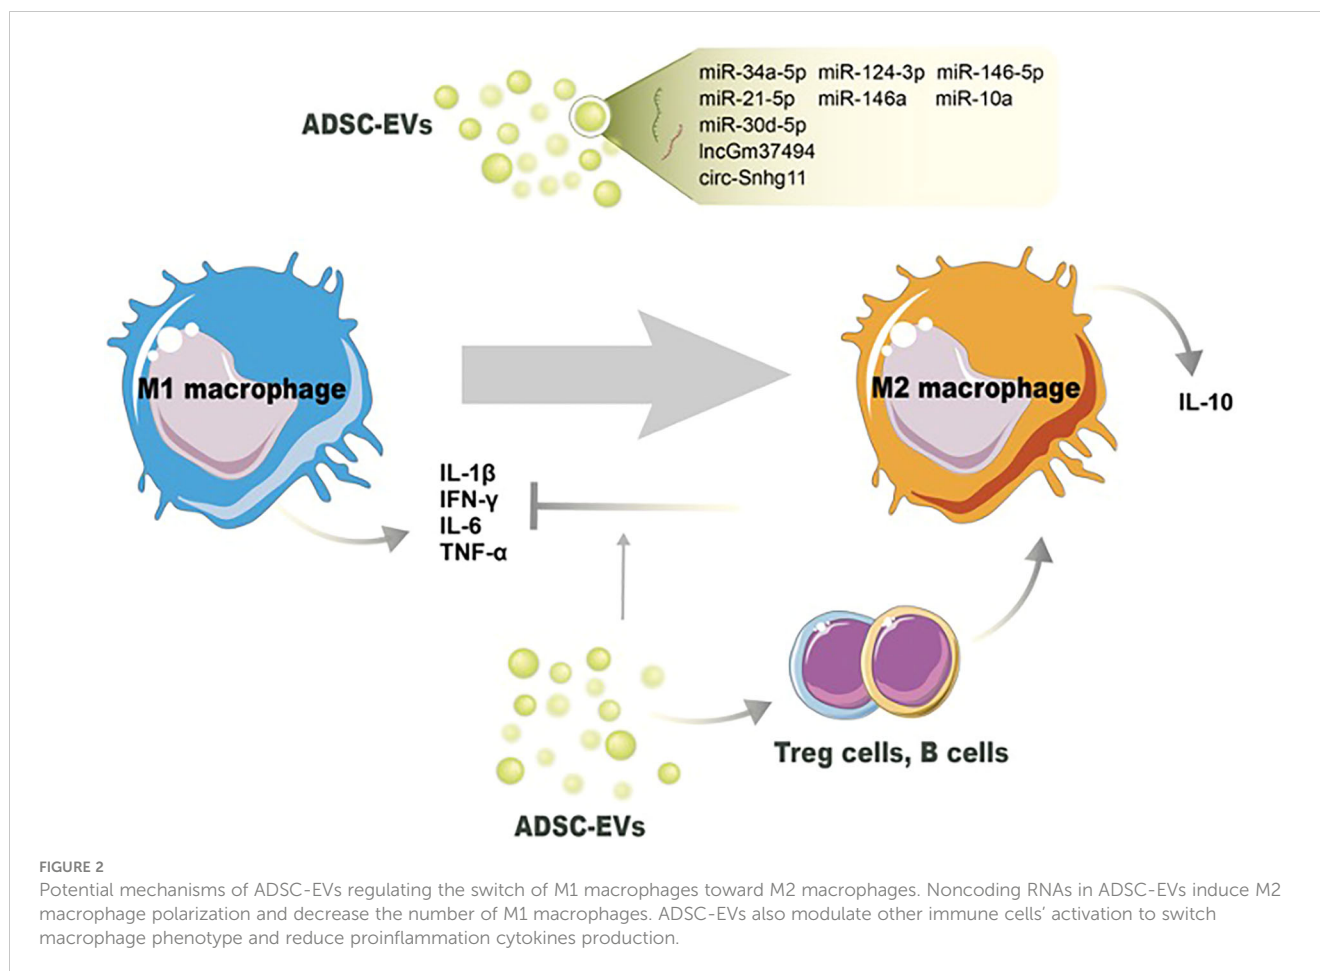 ADSC-EVs
miR-34a-5p miR-124-3p miR-146-5p
miR-21-5p miR-146a miR-10a
miR-30d-5p
lncGm37494
circ-Snhg11
M1 macrophage
M2 macrophage
IL-10
IL-1β
IFN-γ
IL-6
TNF-α
Treg cells, B cells
ADSC-EVs
FIGURE 2
Potential mechanisms of ADSC-EVs regulating the switch of M1 macrophages toward M2 macrophages. Noncoding RNAs in ADSC-EVs induce M2
macrophage polarization and decrease the number of M1 macrophages. ADSC-EVs also modulate other immune cells’ activation to switch
macrophage phenotype and reduce proinflammation cytokines production.